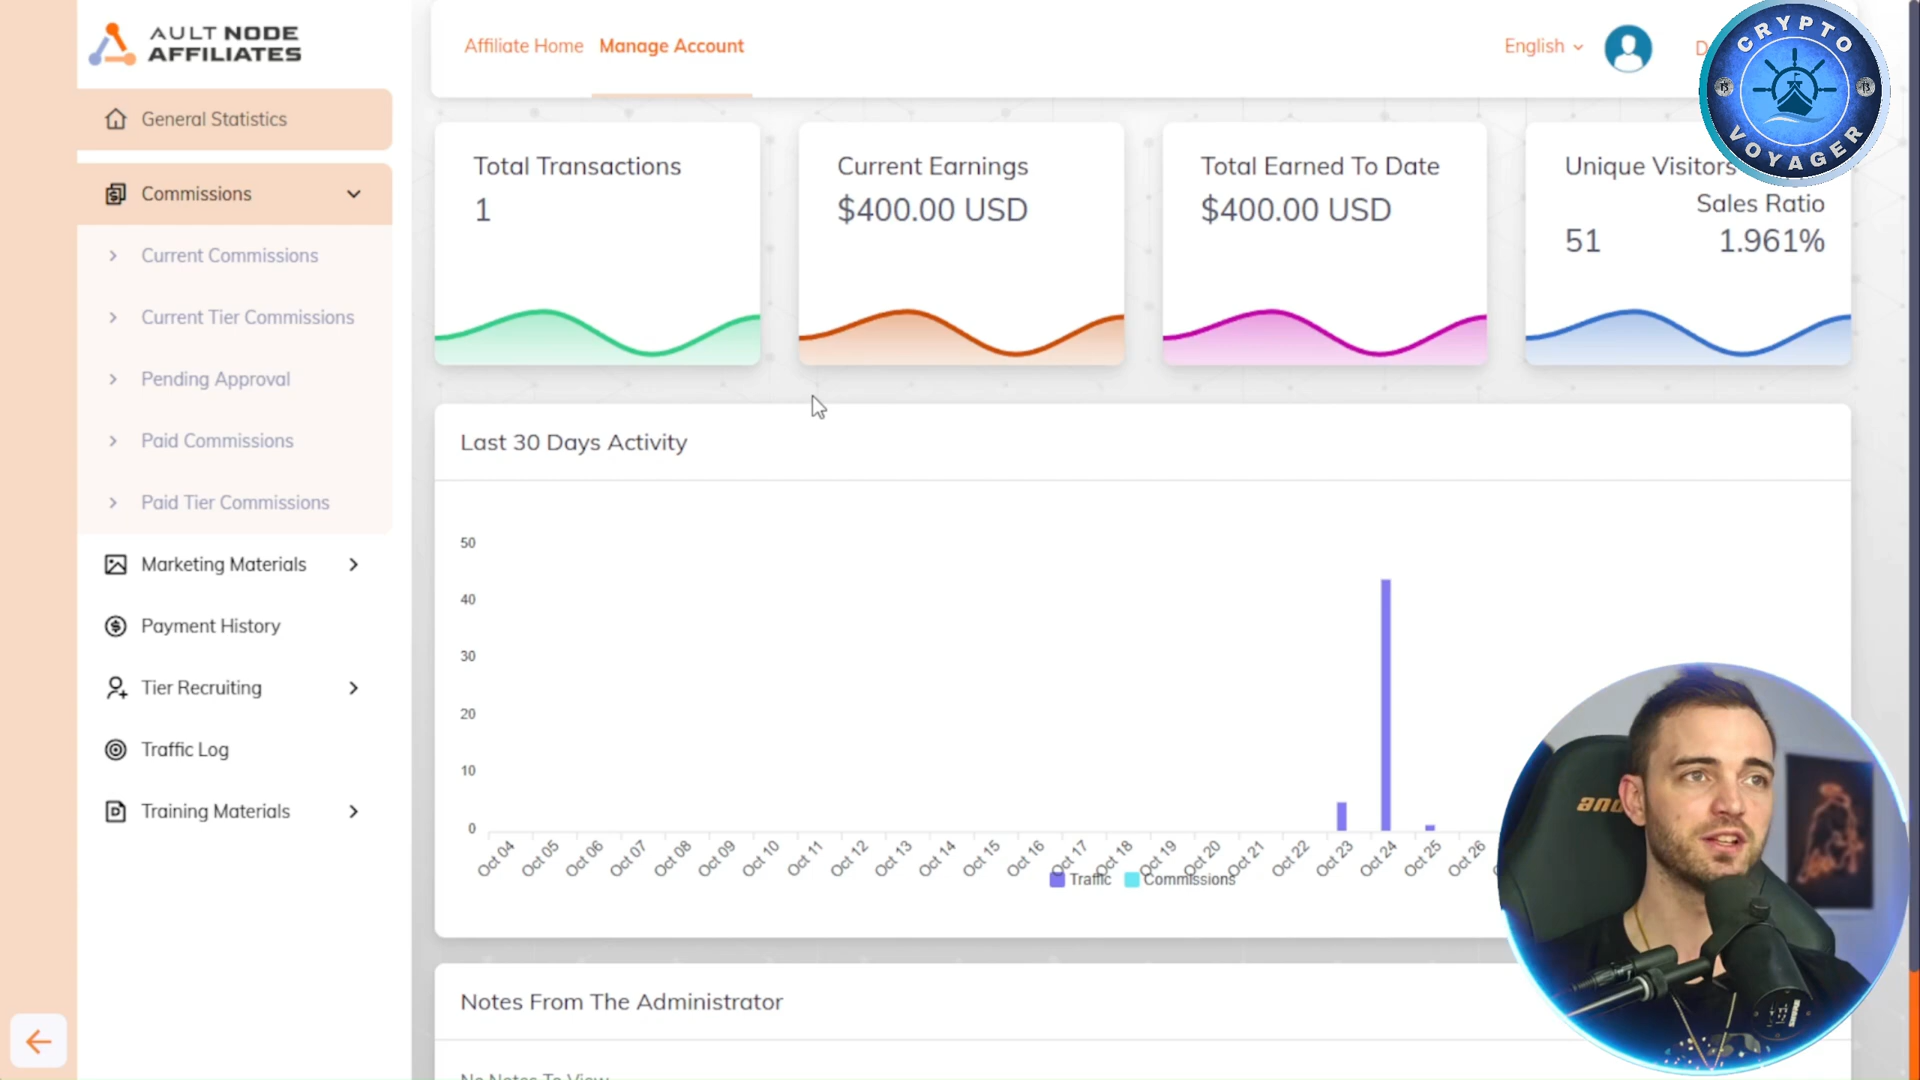 AULT NODE
AFFILIATES
General Statistics
Commissions
Current Commissions
Current Tier Commissions
Pending Approval
Paid Commissions
Paid Tier Commissions
Marketing Materials
Payment History
Tier Recruiting
Traffic Log
Training Materials
Affiliate Home
Manage Account
English
D
CRYPTO
VOYAGER
Total Transactions
1
Current Earnings
$400.00 USD
Total Earned To Date
$400.00 USD
Unique Visitors
Sales Ratio
51
1.961%
Last 30 Days Activity
50
40
30
20
10
0
Oct 04
Oct 05
Oct 06
Oct 07
Oct 08
Oct 09
Oct 10
Oct 11
Oct 12
Oct 13
Oct 14
Oct 15
Oct 16
Oct 17
Oct 18
Oct 19
Oct 20
Oct 21
Oct 22
Oct 23
Oct 24
Oct 25
Oct 26
Traffic
Commissions
Notes From The Administrator
No Notes To View
and